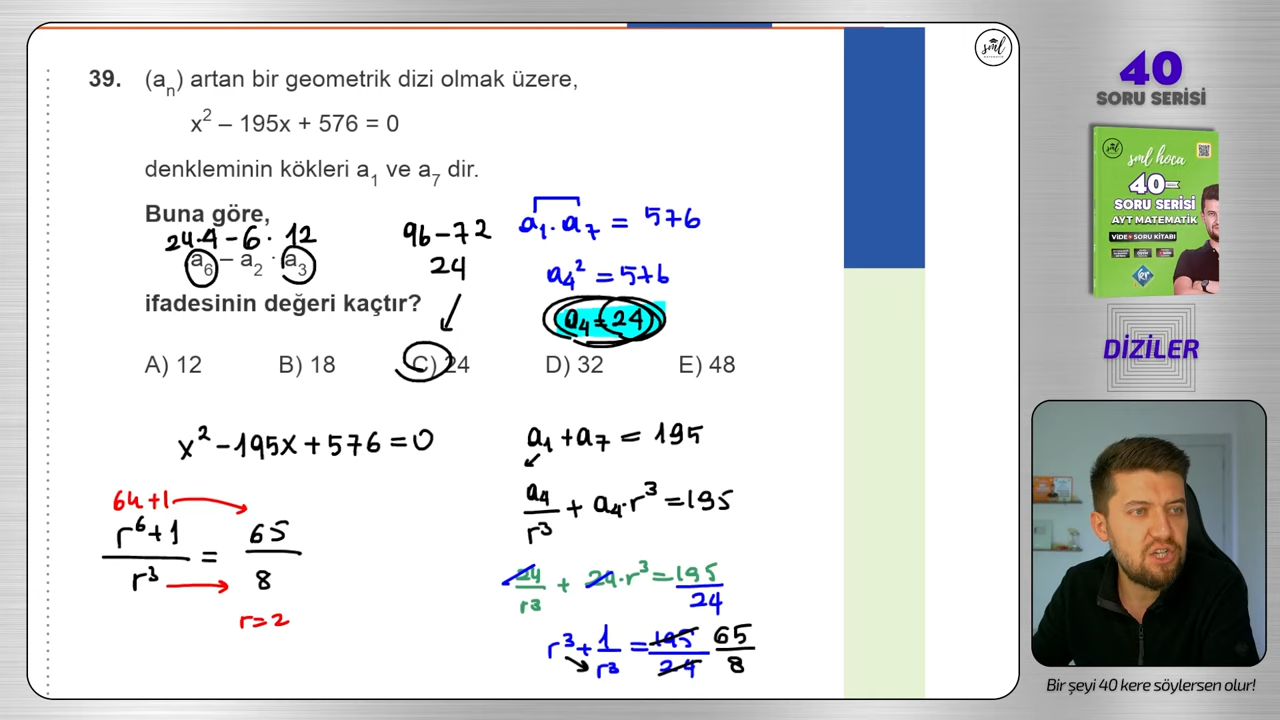 39. (aₙ) artan bir geometrik dizi olmak üzere,
x² – 195x + 576 = 0
denkleminin kökleri a₁ ve a₇ dir.
Buna göre,
24·4 – 6 · 12
a₆ – a₂ · a₃
ifadesinin değeri kaçtır?
A) 12 B) 18 C) 24 D) 32 E) 48
96 – 72
24
a₁ · a₇ = 576
a₄² = 576
a₄ = 24
x² – 195x + 576 = 0
64+1
r⁶+1 / r³ = 65 / 8
r=2
a₁ + a₇ = 195
a₄ / r³ + a₄·r³ = 195
24 / r³ + 24·r³ = 195 / 24
r³ + 1 / r³ = 195 / 24 65 / 8
sml
40
SORU SERİSİ
sml hoca
40
SORU SERİSİ
AYT MATEMATİK
VİDEO SORU KİTABI
DİZİLER
Bir şeyi 40 kere söylersen olur!